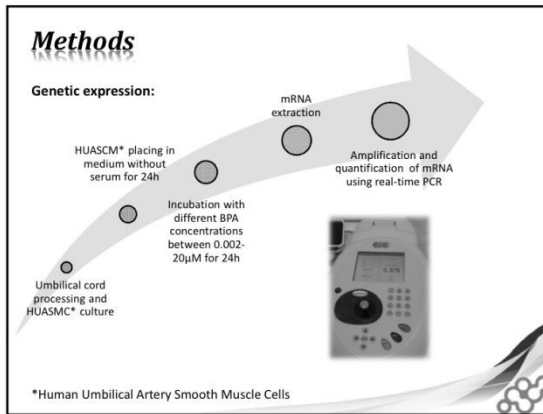 Methods
Genetic expression:
mRNA
extraction
HUASCM* placing in
medium without
serum for 24h
Amplification and
quantification of mRNA
using real-time PCR
Incubation with
different BPA
concentrations
between 0.002-
20μM for 24h
Umbilical cord
processing and
HUASMC* culture
*Human Umbilical Artery Smooth Muscle Cells